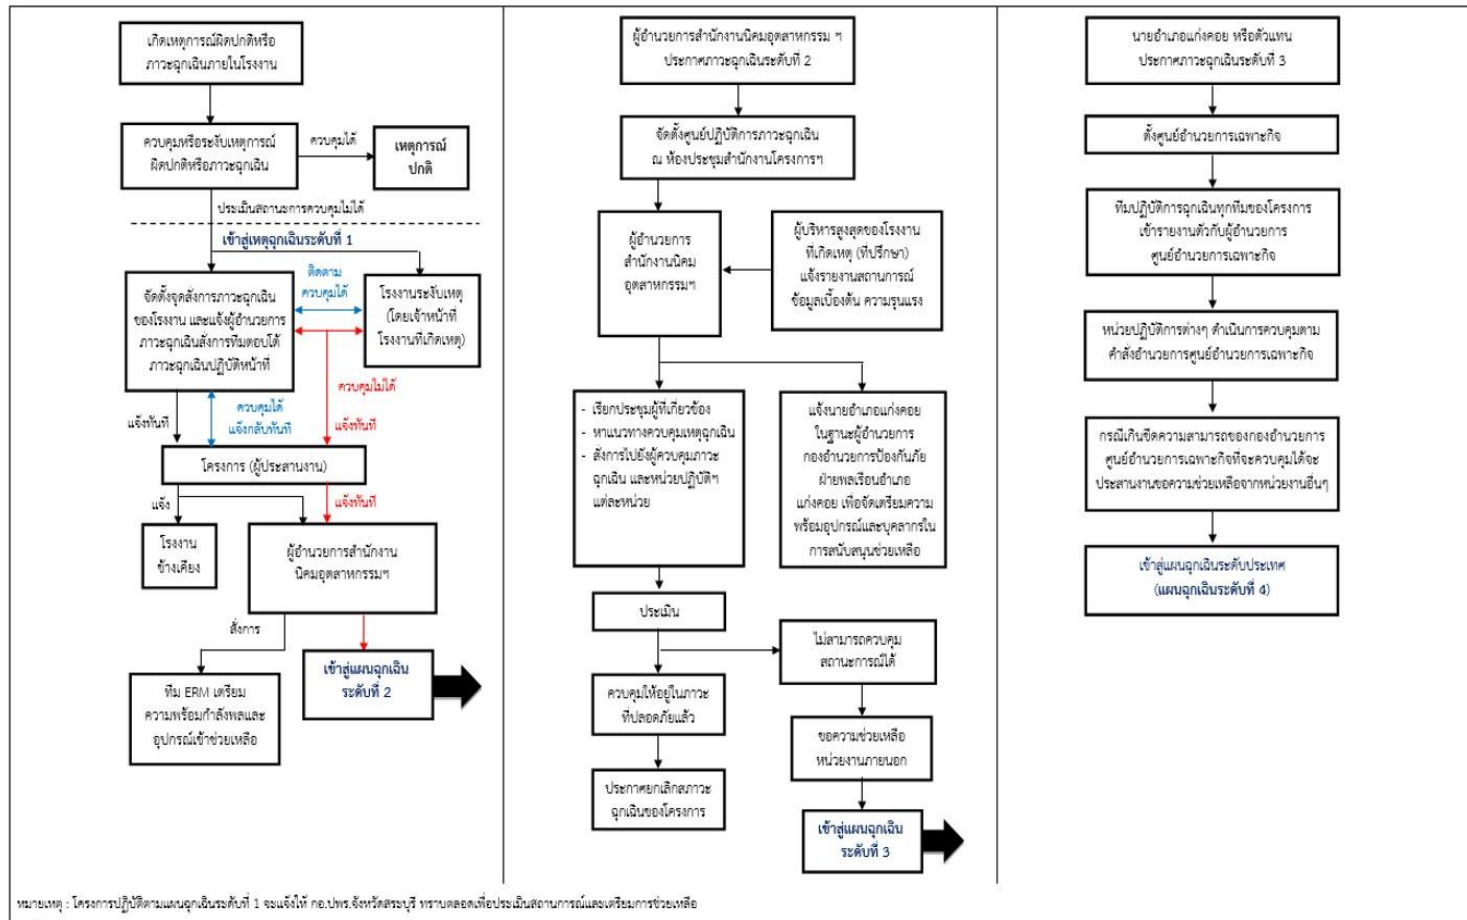 เกิดเหตุการณ์ผิดปกติหรือ
ภาวะฉุกเฉินภายในโรงงาน
ควบคุมหรือระงับเหตุการณ์
ผิดปกติหรือภาวะฉุกเฉิน
ควบคุมได้
เหตุการณ์
ปกติ
ประเมินสถานะการควบคุมไม่ได้
เข้าสู่เหตุฉุกเฉินระดับที่ 1
จัดตั้งจุดสั่งการภาวะฉุกเฉิน
ของโรงงาน และแจ้งผู้อำนวยการ
ภาวะฉุกเฉินสั่งการทีมตอบโต้
ภาวะฉุกเฉินปฏิบัติหน้าที่
ติดตาม
ควบคุมได้
โรงงานระงับเหตุ
(โดยเจ้าหน้าที่
โรงงานที่เกิดเหตุ)
ควบคุมไม่ได้
แจ้งทันที
ควบคุมได้
แจ้งกลับทันที
แจ้งทันที
โครงการ (ผู้ประสานงาน)
แจ้ง
แจ้งทันที
โรงงาน
ข้างเคียง
ผู้อำนวยการสำนักงาน
นิคมอุตสาหกรรมฯ
สั่งการ
ทีม ERM เตรียม
ความพร้อมกำลังพลและ
อุปกรณ์เข้าช่วยเหลือ
เข้าสู่แผนฉุกเฉิน
ระดับที่ 2
ผู้อำนวยการสำนักงานนิคมอุตสาหกรรม ฯ
ประกาศภาวะฉุกเฉินระดับที่ 2
จัดตั้งศูนย์ปฏิบัติการภาวะฉุกเฉิน
ณ ห้องประชุมสำนักงานโครงการฯ
ผู้อำนวยการ
สำนักงานนิคม
อุตสาหกรรมฯ
ผู้บริหารสูงสุดของโรงงาน
ที่เกิดเหตุ (ที่ปรึกษา)
แจ้งรายงานสถานการณ์
ข้อมูลเบื้องต้น ความรุนแรง
- เรียกประชุมผู้ที่เกี่ยวข้อง
- หาแนวทางควบคุมเหตุฉุกเฉิน
- สั่งการไปยังผู้ควบคุมภาวะ
ฉุกเฉิน และหน่วยปฏิบัติฯ
แต่ละหน่วย
แจ้งนายอำเภอแก่งคอย
ในฐานะผู้อำนวยการ
กองอำนวยการป้องกันภัย
ฝ่ายพลเรือนอำเภอ
แก่งคอย เพื่อจัดเตรียมความ
พร้อมอุปกรณ์และบุคลากรใน
การสนับสนุนช่วยเหลือ
ประเมิน
ไม่สามารถควบคุม
สถานะการณ์ได้
ควบคุมให้อยู่ในภาวะ
ที่ปลอดภัยแล้ว
ขอความช่วยเหลือ
หน่วยงานภายนอก
ประกาศยกเลิกสภาวะ
ฉุกเฉินของโครงการ
เข้าสู่แผนฉุกเฉิน
ระดับที่ 3
นายอำเภอแก่งคอย หรือตัวแทน
ประกาศภาวะฉุกเฉินระดับที่ 3
ตั้งศูนย์อำนวยการเฉพาะกิจ
ทีมปฏิบัติการฉุกเฉินทุกทีมของโครงการ
เข้ารายงานตัวกับผู้อำนวยการ
ศูนย์อำนวยการเฉพาะกิจ
หน่วยปฏิบัติการต่างๆ ดำเนินการควบคุมตาม
คำสั่งอำนวยการศูนย์อำนวยการเฉพาะกิจ
กรณีเกินขีดความสามารถของกองอำนวยการ
ศูนย์อำนวยการเฉพาะกิจที่จะควบคุมได้จะ
ประสานงานขอความช่วยเหลือจากหน่วยงานอื่นๆ
เข้าสู่แผนฉุกเฉินระดับประเทศ
(แผนฉุกเฉินระดับที่ 4)
หมายเหตุ : โครงการปฏิบัติตามแผนฉุกเฉินระดับที่ 1 จะแจ้งให้ กอ.ปพร.จังหวัดสระบุรี ทราบตลอดเพื่อประเมินสถานการณ์และเตรียมการช่วยเหลือ